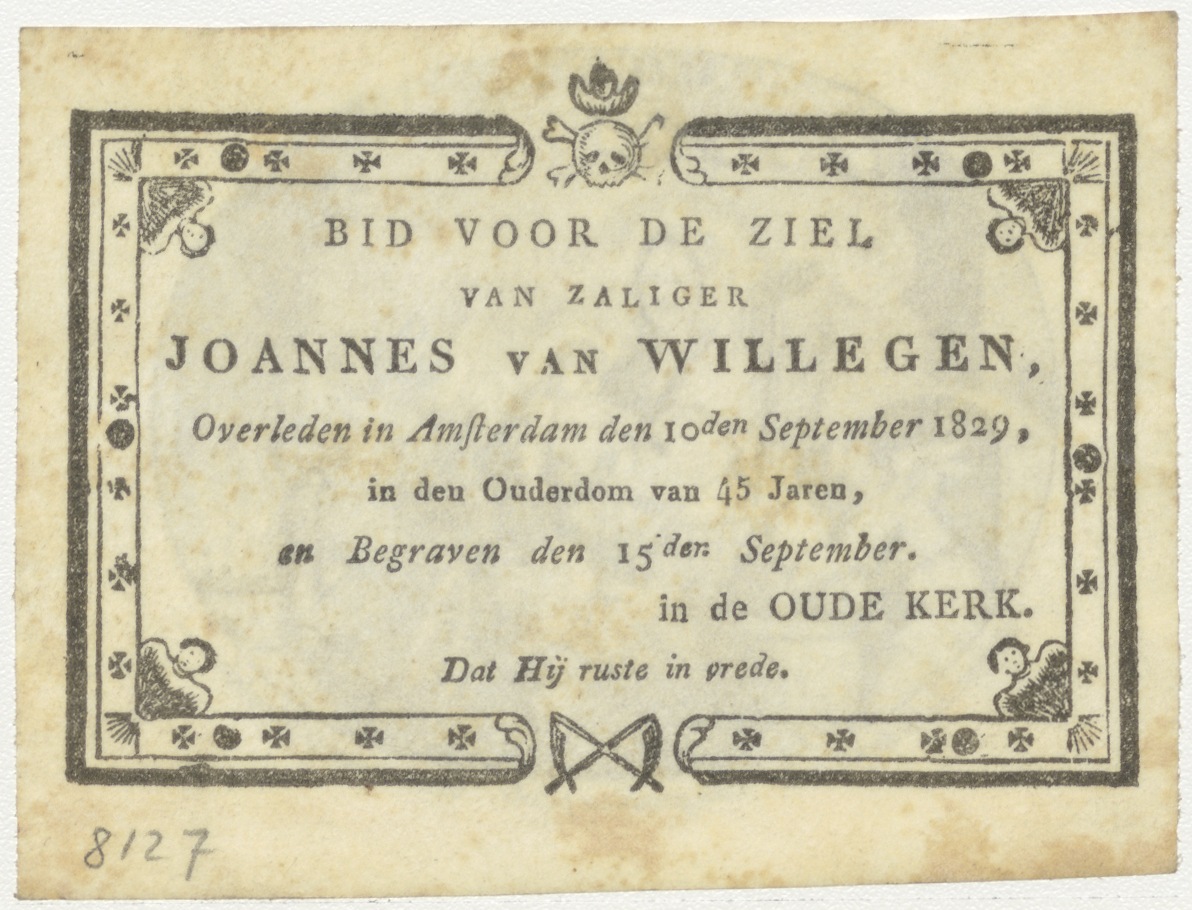 BID VOOR DE ZIEL
VAN ZALIGER
JOANNES VAN WILLEGEN,
Overleden in Amſterdam den 10den September 1829,
in den Ouderdom van 45 Jaren,
en Begraven den 15den September.
in de OUDE KERK.
Dat Hij ruste in vrede.
8127